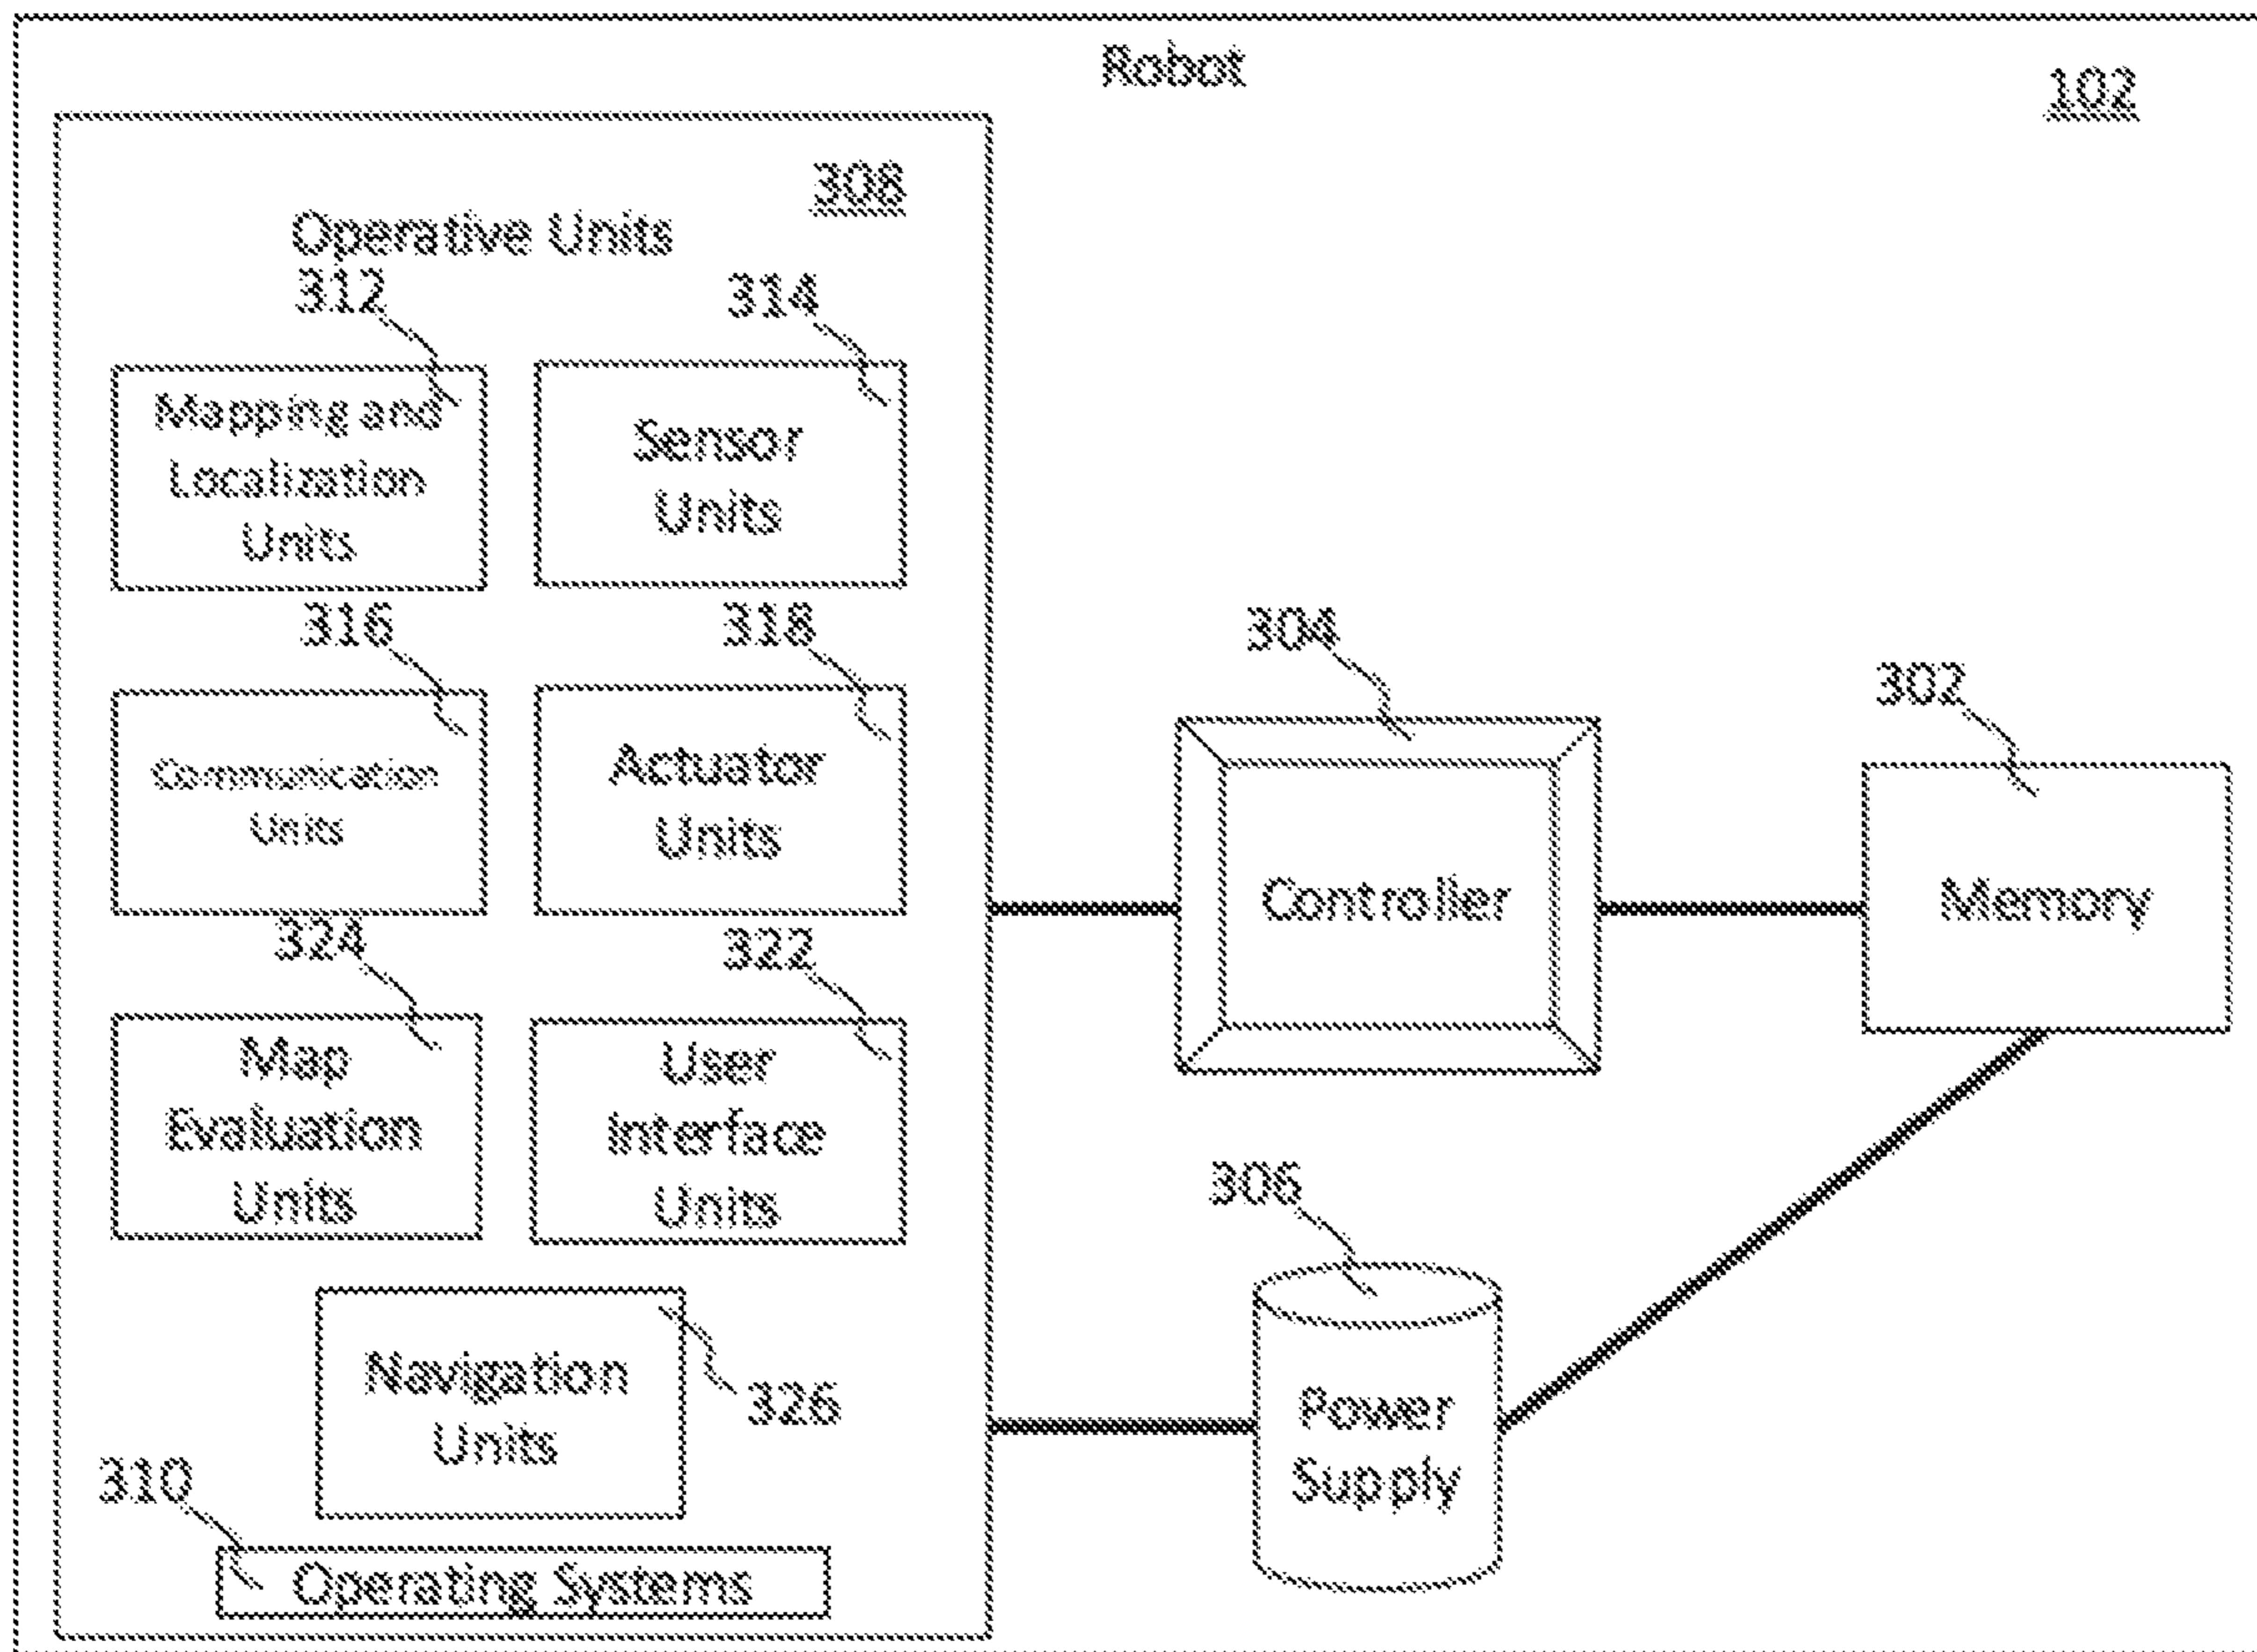 Robot
102
308
Operative Units
312
314
Mapping and
Localization
Units
Sensor
Units
316
318
Communication
Units
Actuator
Units
324
322
Map
Evaluation
Units
User
Interface
Units
Navigation
Units
326
310
Operating Systems
304
Controller
302
Memory
306
Power
Supply